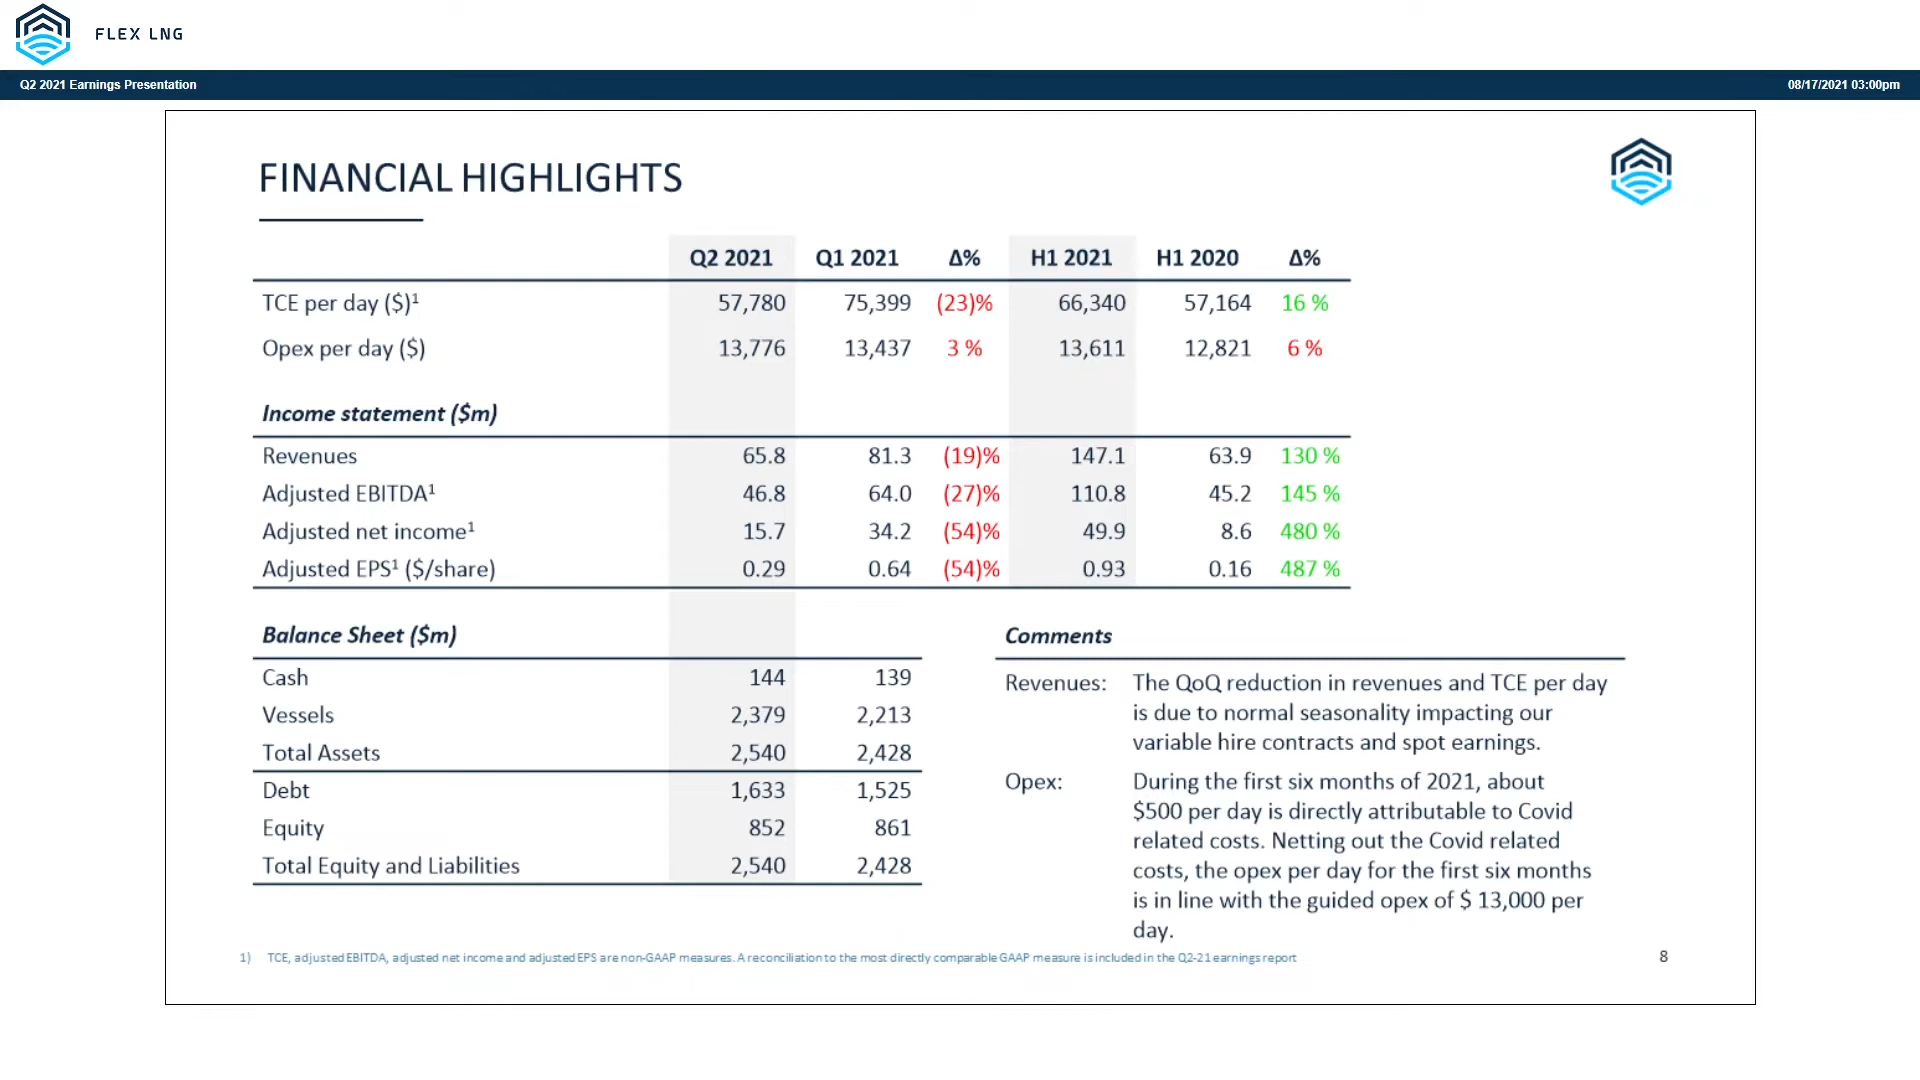 FLEX LNG
Q2 2021 Earnings Presentation 08/17/2021 03:00pm
FINANCIAL HIGHLIGHTS
Q2 2021 Q1 2021 Δ% H1 2021 H1 2020 Δ%
TCE per day ($)¹ 57,780 75,399 (23)% 66,340 57,164 16 %
Opex per day ($) 13,776 13,437 3 % 13,611 12,821 6 %
Income statement ($m)
Revenues 65.8 81.3 (19)% 147.1 63.9 130 %
Adjusted EBITDA¹ 46.8 64.0 (27)% 110.8 45.2 145 %
Adjusted net income¹ 15.7 34.2 (54)% 49.9 8.6 480 %
Adjusted EPS¹ ($/share) 0.29 0.64 (54)% 0.93 0.16 487 %
Balance Sheet ($m)
Cash 144 139
Vessels 2,379 2,213
Total Assets 2,540 2,428
Debt 1,633 1,525
Equity 852 861
Total Equity and Liabilities 2,540 2,428
Comments
Revenues: The QoQ reduction in revenues and TCE per day
is due to normal seasonality impacting our
variable hire contracts and spot earnings.
Opex: During the first six months of 2021, about
$500 per day is directly attributable to Covid
related costs. Netting out the Covid related
costs, the opex per day for the first six months
is in line with the guided opex of $ 13,000 per
day.
1) TCE, adjusted EBITDA, adjusted net income and adjusted EPS are non-GAAP measures. A reconciliation to the most directly comparable GAAP measure is included in the Q2-21 earnings report
8